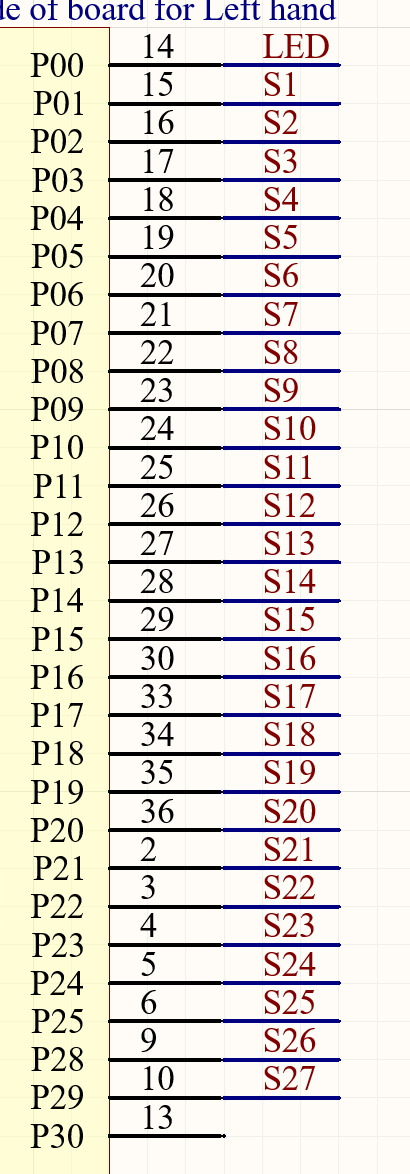 de of board for Left hand
14 LED
P00
15 S1
P01
16 S2
P02
17 S3
P03
18 S4
P04
19 S5
P05
20 S6
P06
21 S7
P07
22 S8
P08
23 S9
P09
24 S10
P10
25 S11
P11
26 S12
P12
27 S13
P13
28 S14
P14
29 S15
P15
30 S16
P16
33 S17
P17
34 S18
P18
35 S19
P19
36 S20
P20
2 S21
P21
3 S22
P22
4 S23
P23
5 S24
P24
6 S25
P25
9 S26
P28
10 S27
P29
13
P30